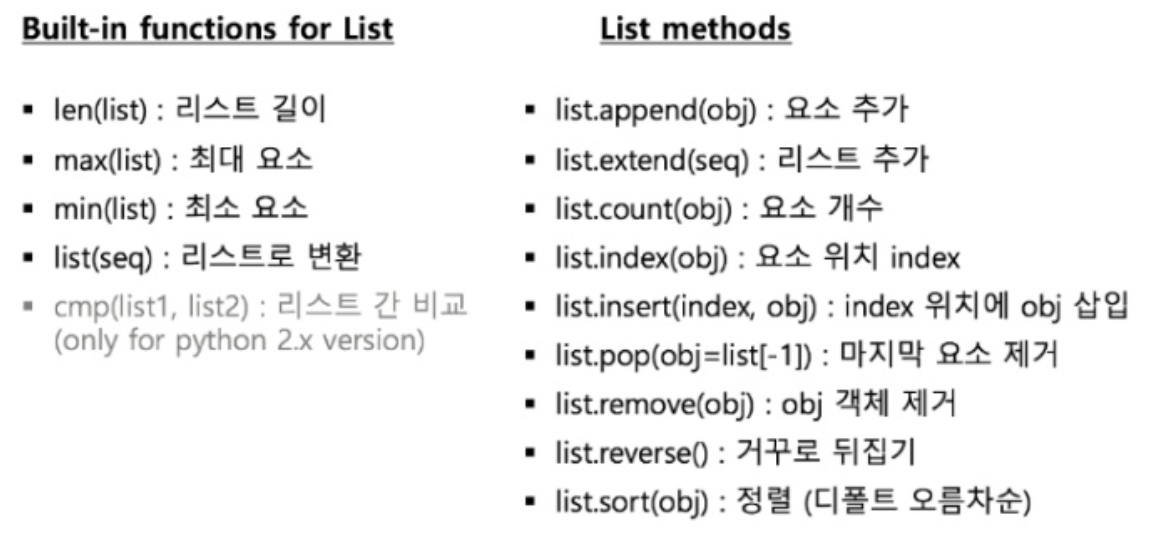 Built-in functions for List
▪ len(list) : 리스트 길이
▪ max(list) : 최대 요소
▪ min(list) : 최소 요소
▪ list(seq) : 리스트로 변환
▪ cmp(list1, list2) : 리스트 간 비교
(only for python 2.x version)
List methods
▪ list.append(obj) : 요소 추가
▪ list.extend(seq) : 리스트 추가
▪ list.count(obj) : 요소 개수
▪ list.index(obj) : 요소 위치 index
▪ list.insert(index, obj) : index 위치에 obj 삽입
▪ list.pop(obj=list[-1]) : 마지막 요소 제거
▪ list.remove(obj) : obj 객체 제거
▪ list.reverse() : 거꾸로 뒤집기
▪ list.sort(obj) : 정렬 (디폴트 오름차순)